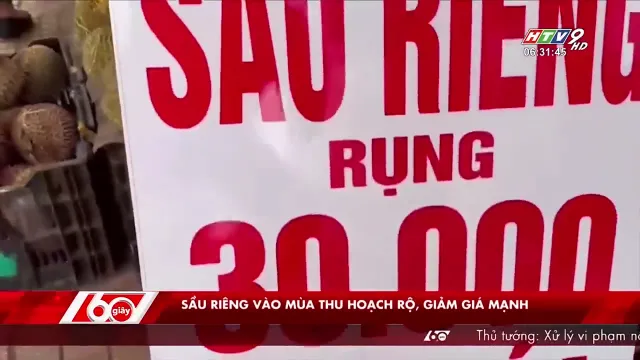 HTV9
HD
06:31:45
SẦU RIÊNG
RỤNG
30.000
60
giây
SẦU RIÊNG VÀO MÙA THU HOẠCH RỘ, GIẢM GIÁ MẠNH
60
Thủ tướng: Xử lý vi phạm n